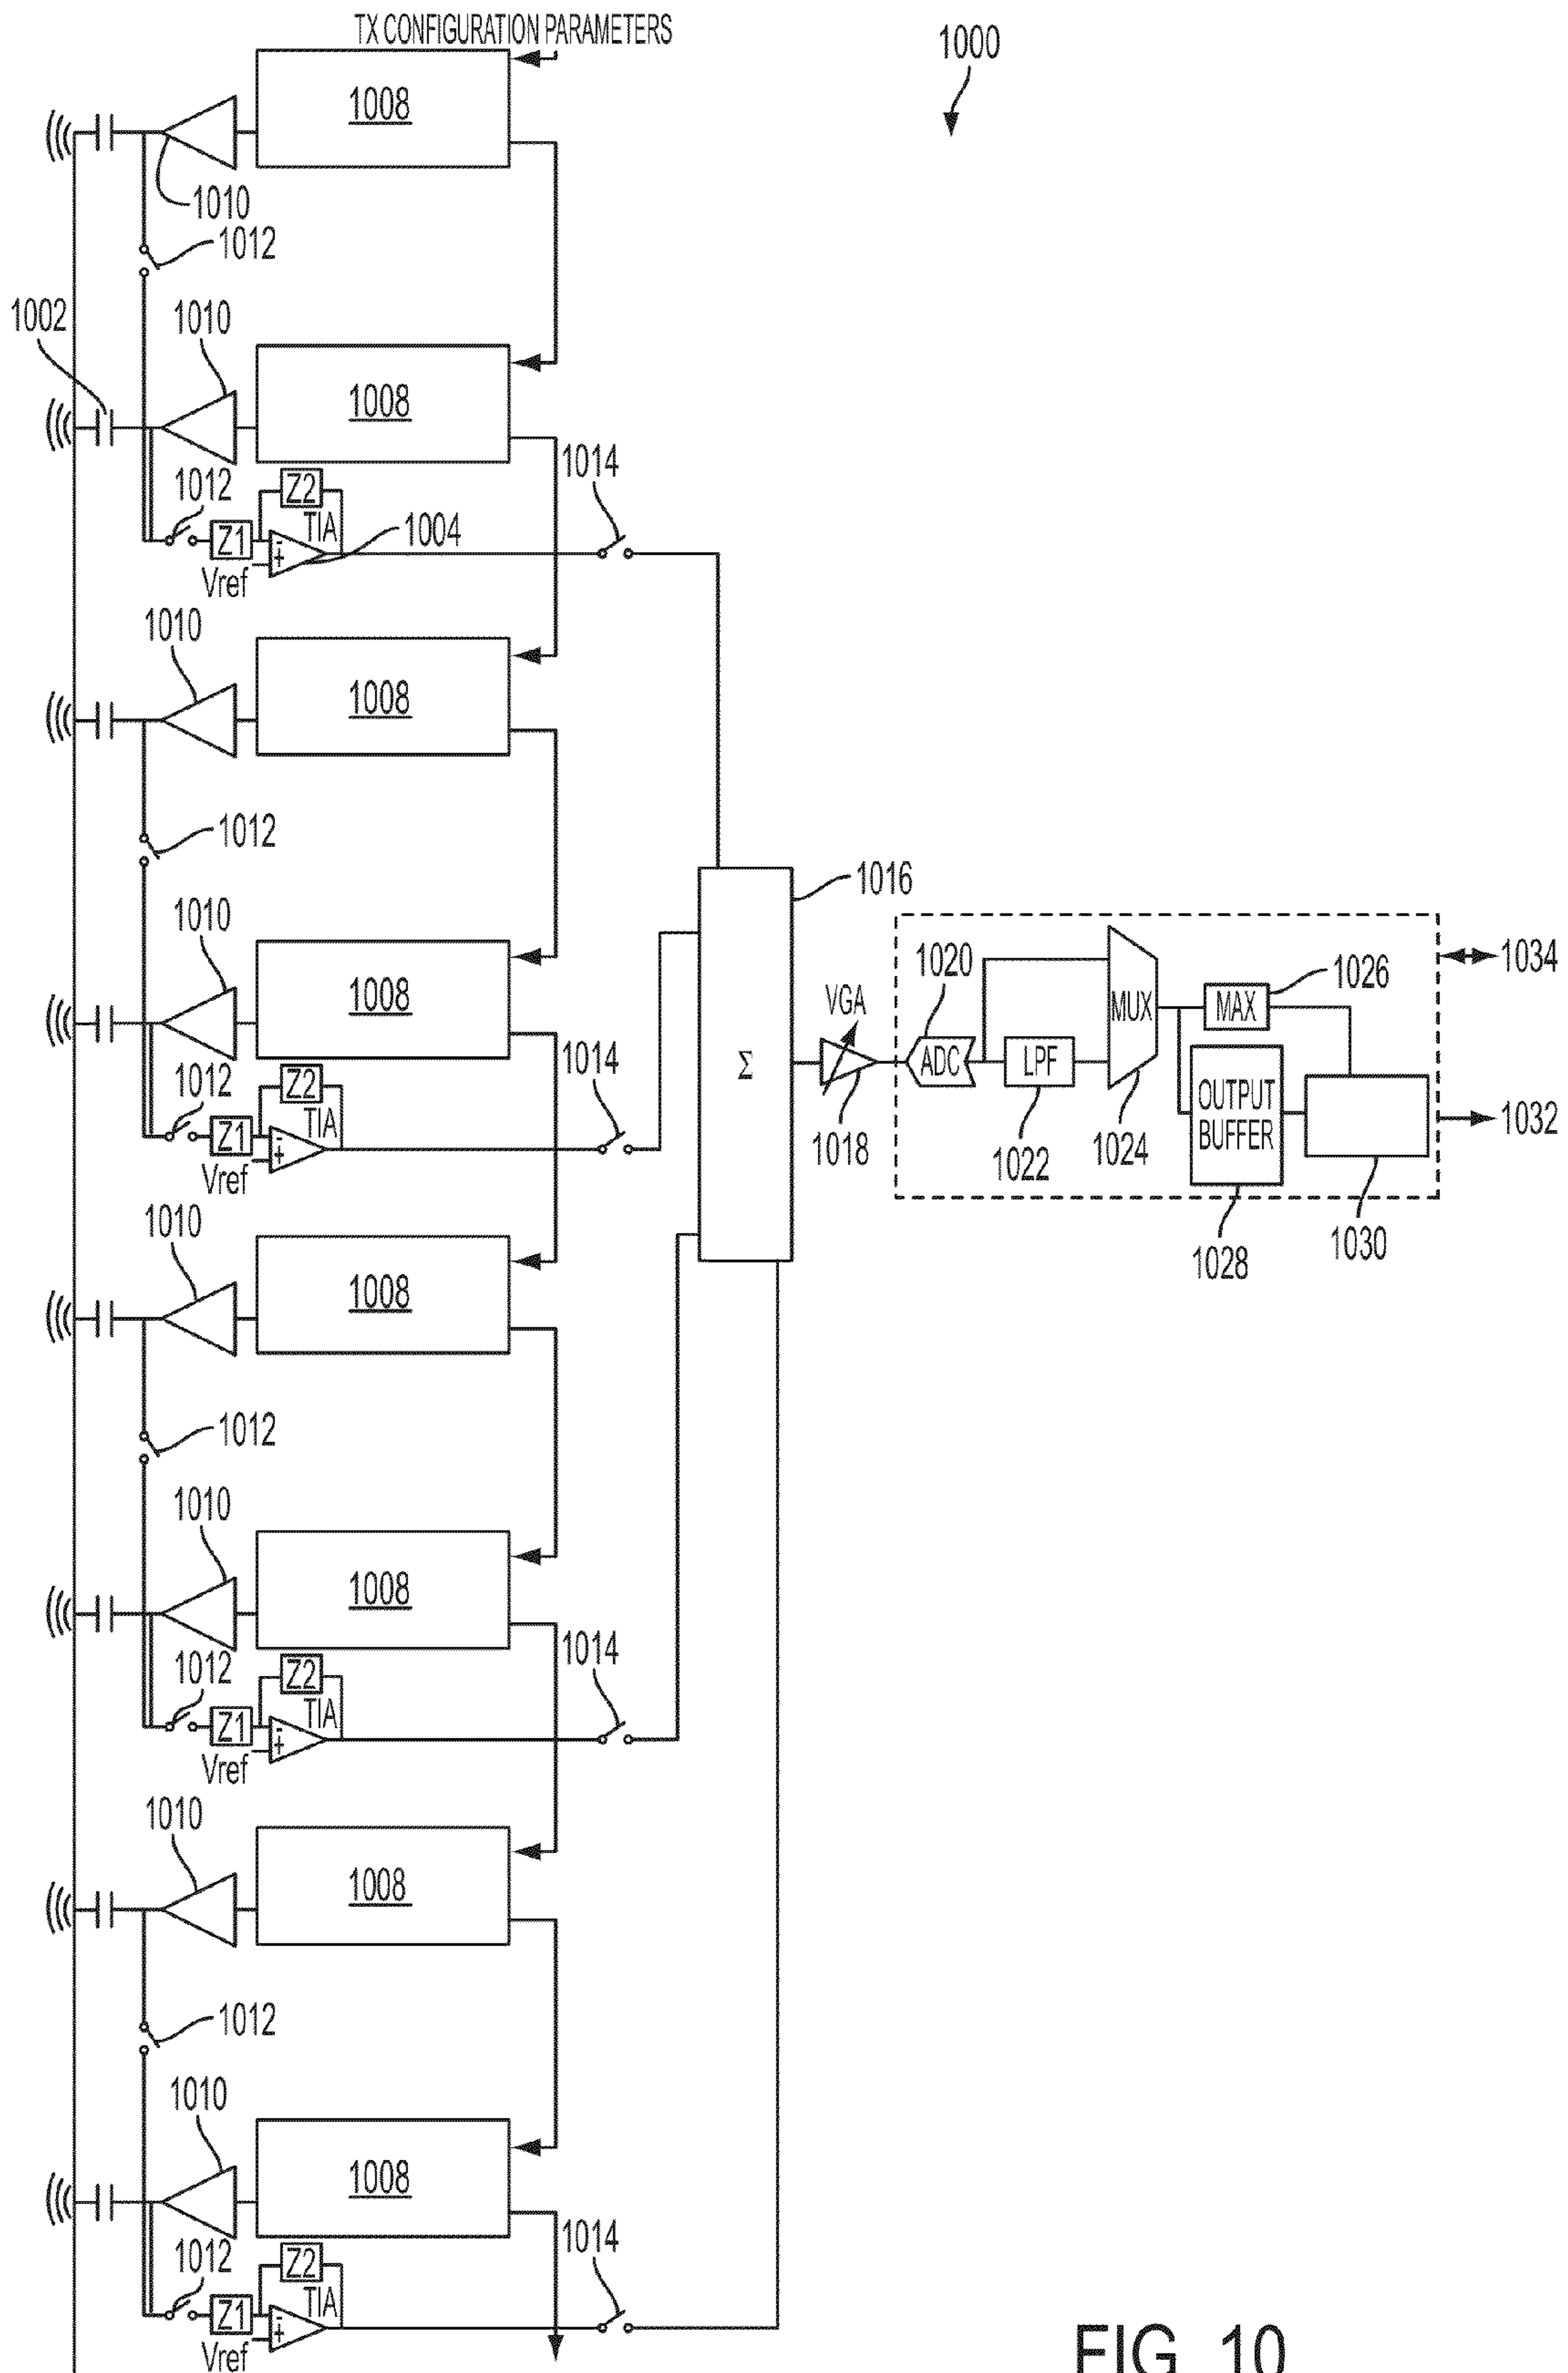 TX CONFIGURATION PARAMETERS
1000
1008
1010
1012
1002
1010
1008
1014
1012
Z2
TIA
1004
Z1
Vref
- +
1010
1008
1012
1016
1010
1008
1020
1034
1026
VGA
MUX
MAX
ADC
LPF
Σ
1014
1012
Z2
TIA
Z1
Vref
- +
OUTPUT
BUFFER
1032
1018
1022
1024
1028
1030
1010
1008
1012
1010
1008
1014
1012
Z2
TIA
Z1
Vref
- +
1010
1008
1012
1010
1008
1014
1012
Z2
TIA
Z1
Vref
- +
FIG. 10